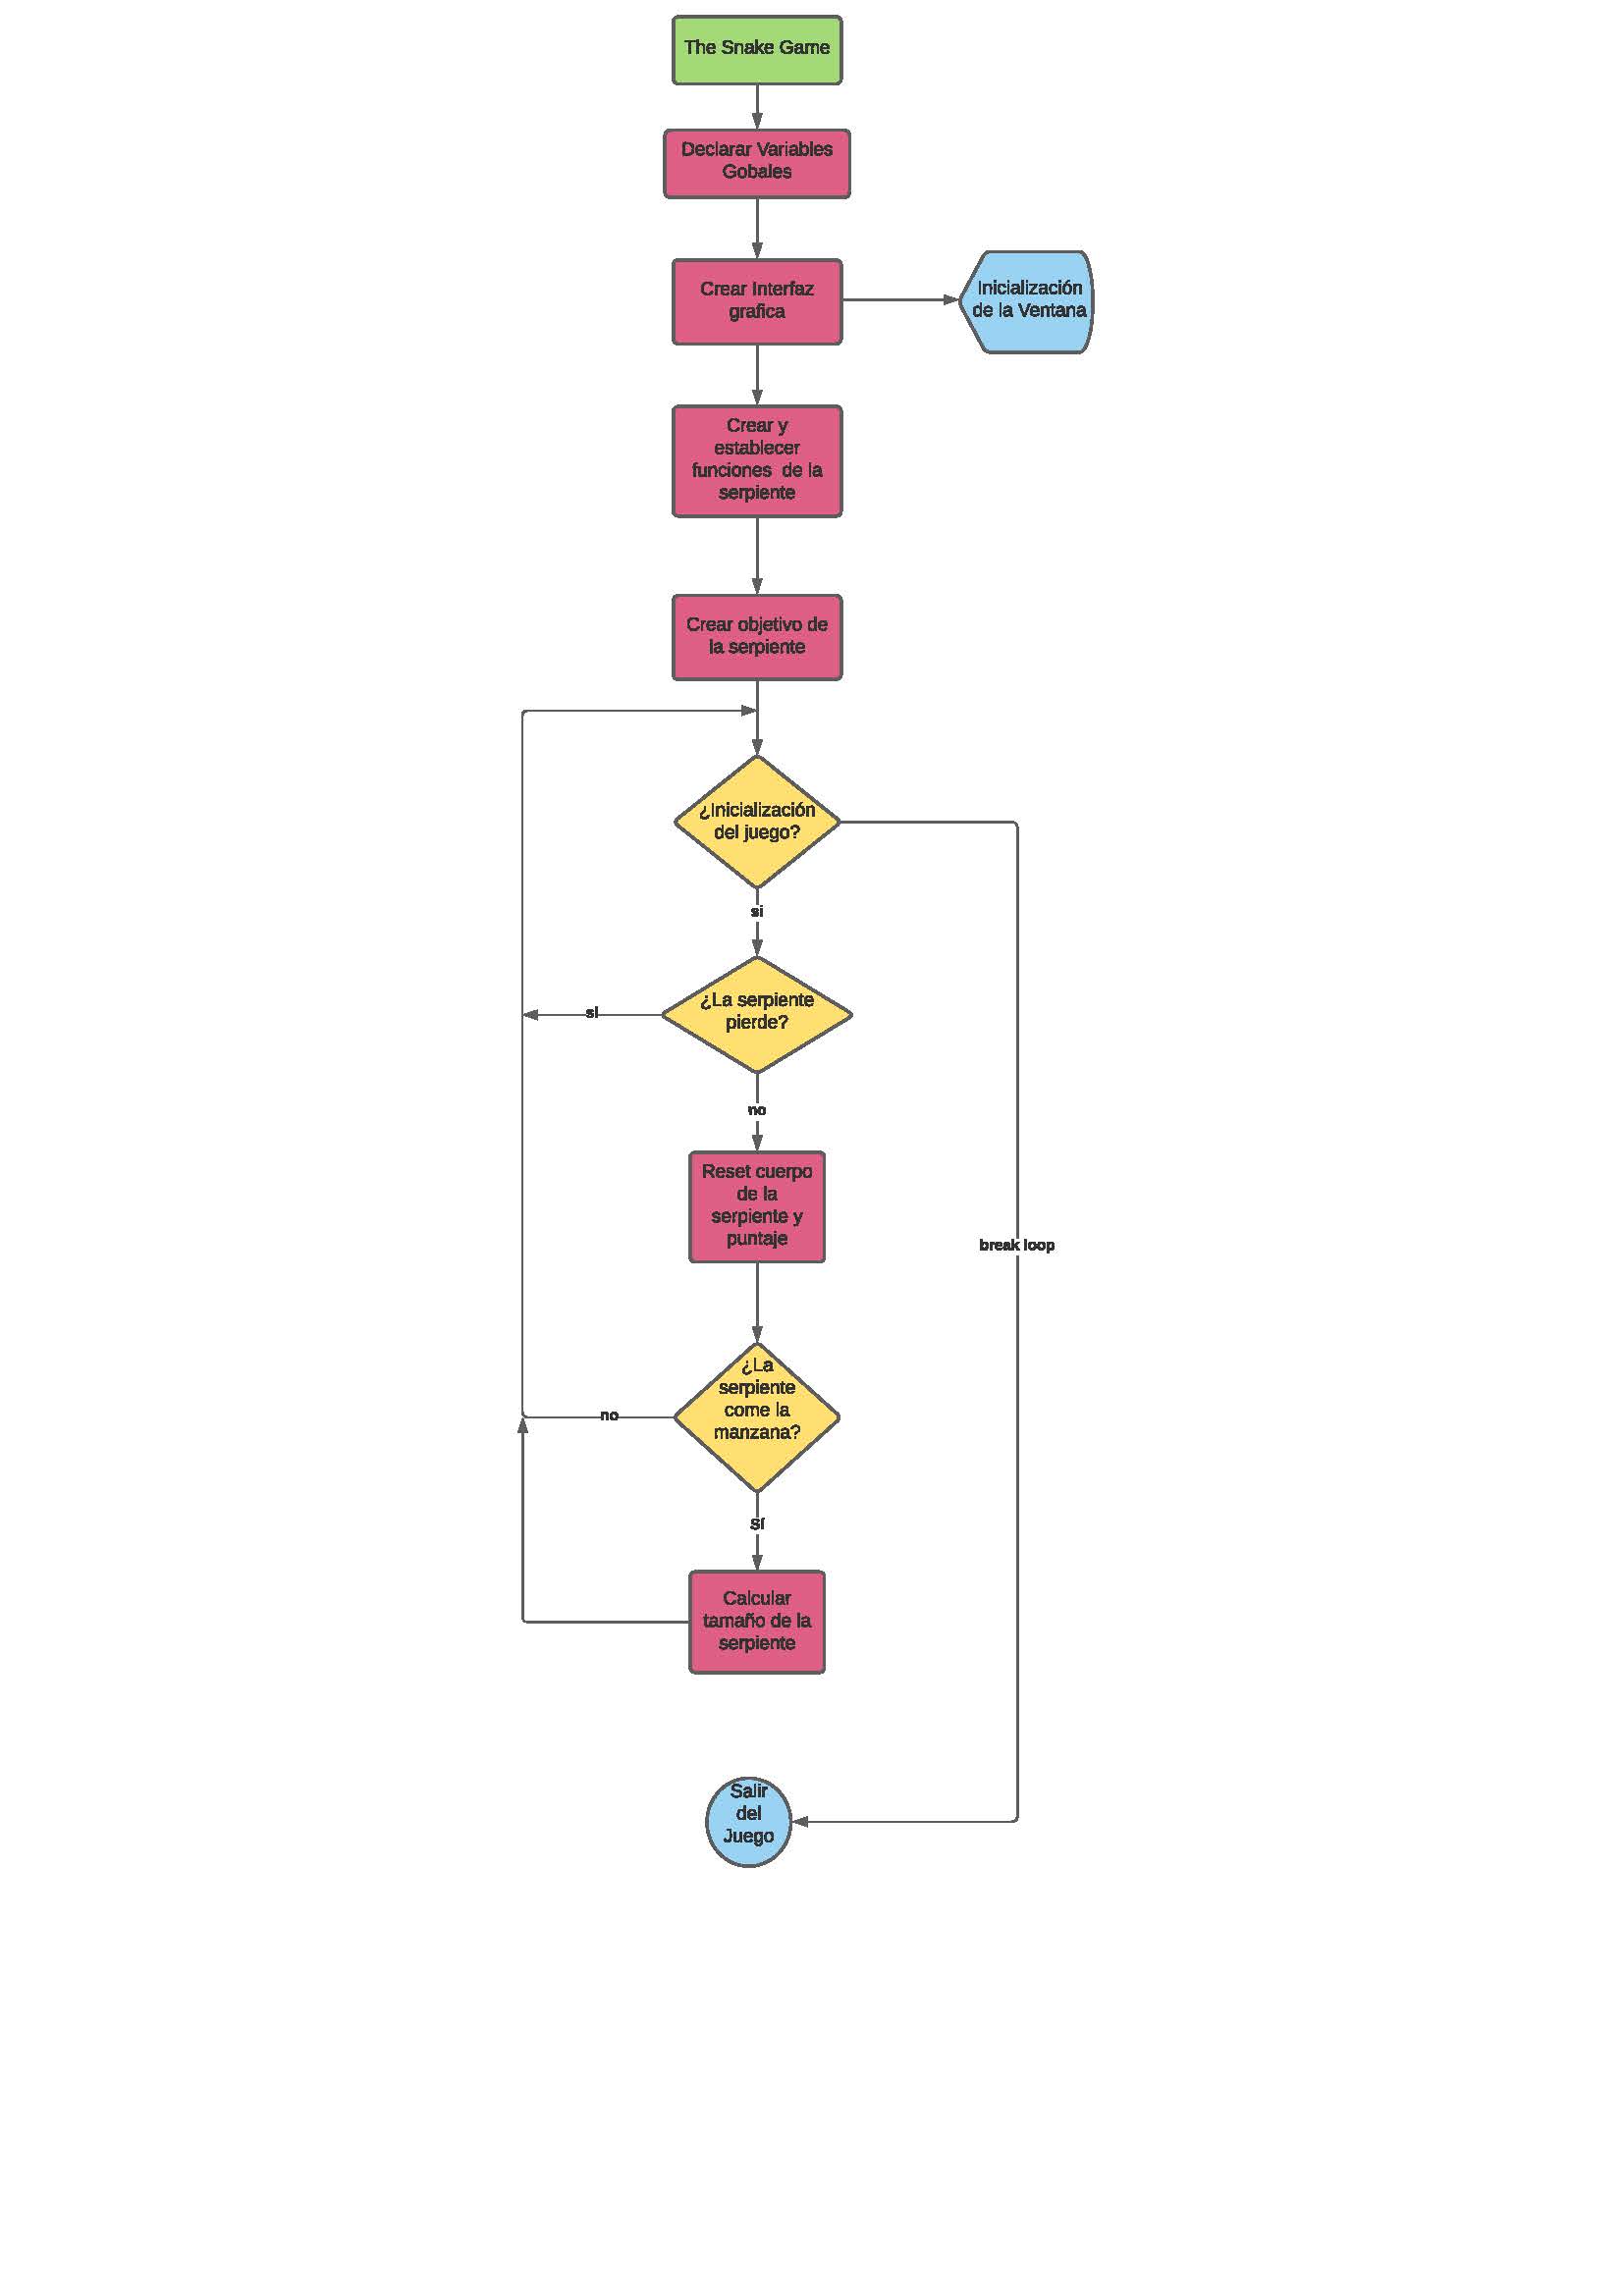 The Snake Game
Declarar Variables
Gobales
Crear Interfaz
grafica
Inicialización
de la Ventana
Crear y
establecer
funciones  de la
serpiente
Crear objetivo de
la serpiente
¿Inicialización
del juego?
si
¿La serpiente
pierde?
si
no
Reset cuerpo
de la
serpiente y
puntaje
break loop
¿La
serpiente
come la
manzana?
no
Sí
Calcular
tamaño de la
serpiente
Salir
del
Juego